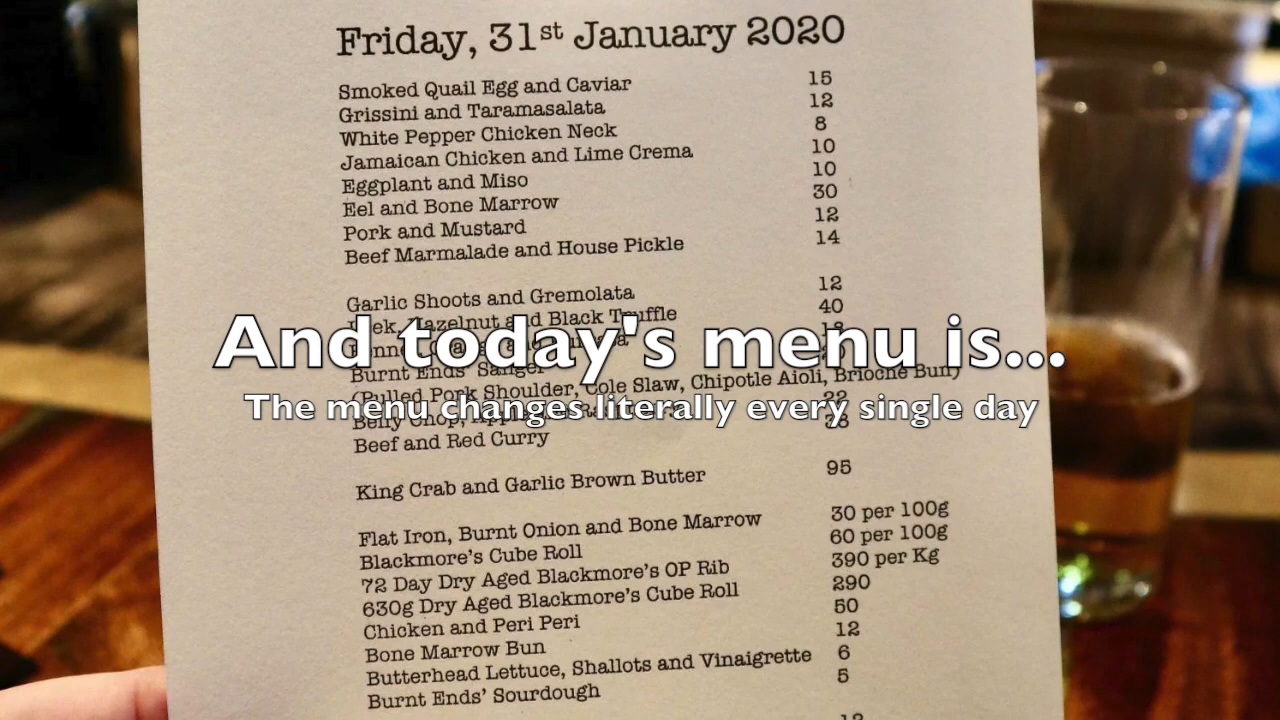 Friday, 31st January 2020
Smoked Quail Egg and Caviar 15
Grissini and Taramasalata 12
White Pepper Chicken Neck 8
Jamaican Chicken and Lime Crema 10
Eggplant and Miso 10
Eel and Bone Marrow 30
Pork and Mustard 12
Beef Marmalade and House Pickle 14
Garlic Shoots and Gremolata 12
Leek, Hazelnut and Black Truffle 40
And today's menu is...
Burnt Ends' Sanger
(Pulled Pork Shoulder, Cole Slaw, Chipotle Aioli, Brioche Bun)
The menu changes literally every single day
Belly Chop,
Beef and Red Curry
King Crab and Garlic Brown Butter 95
Flat Iron, Burnt Onion and Bone Marrow 30 per 100g
Blackmore's Cube Roll 60 per 100g
72 Day Dry Aged Blackmore's OP Rib 390 per Kg
630g Dry Aged Blackmore's Cube Roll 290
Chicken and Peri Peri 50
Bone Marrow Bun 12
Butterhead Lettuce, Shallots and Vinaigrette 6
Burnt Ends' Sourdough 5